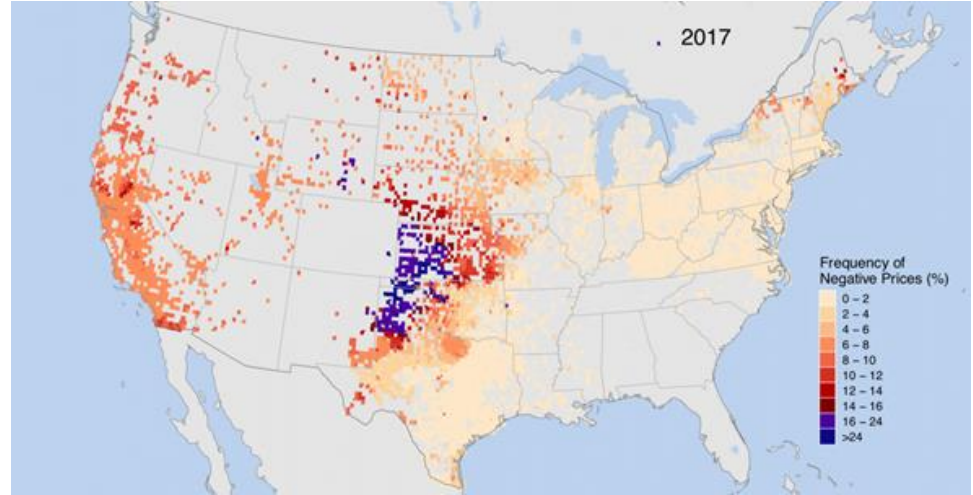 2017
Frequency of
Negative Prices (%)
0 – 2
2 – 4
4 – 6
6 – 8
8 – 10
10 – 12
12 – 14
14 – 16
16 – 24
>24